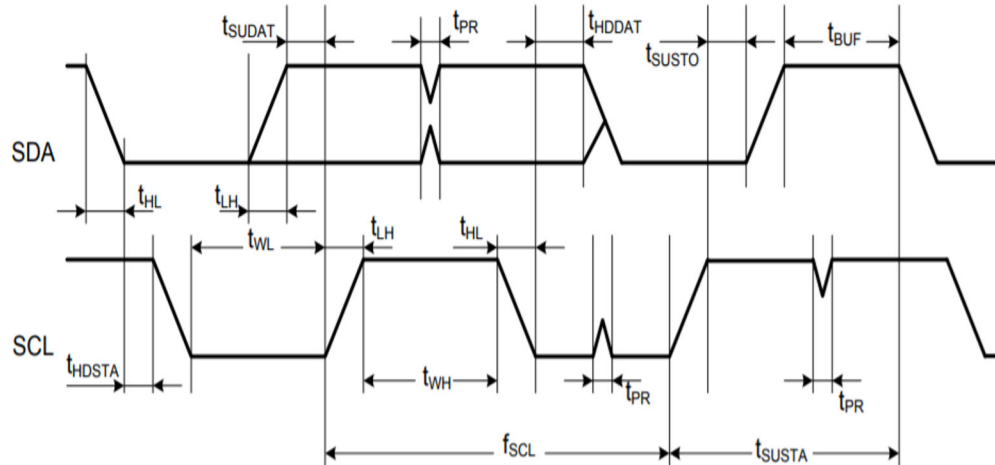 tSUDAT
tPR
tHDDAT
tSUSTO
tBUF
SDA
tHL
tLH
tWL
tLH
tHL
SCL
tHDSTA
tWH
tPR
tPR
fSCL
tSUSTA